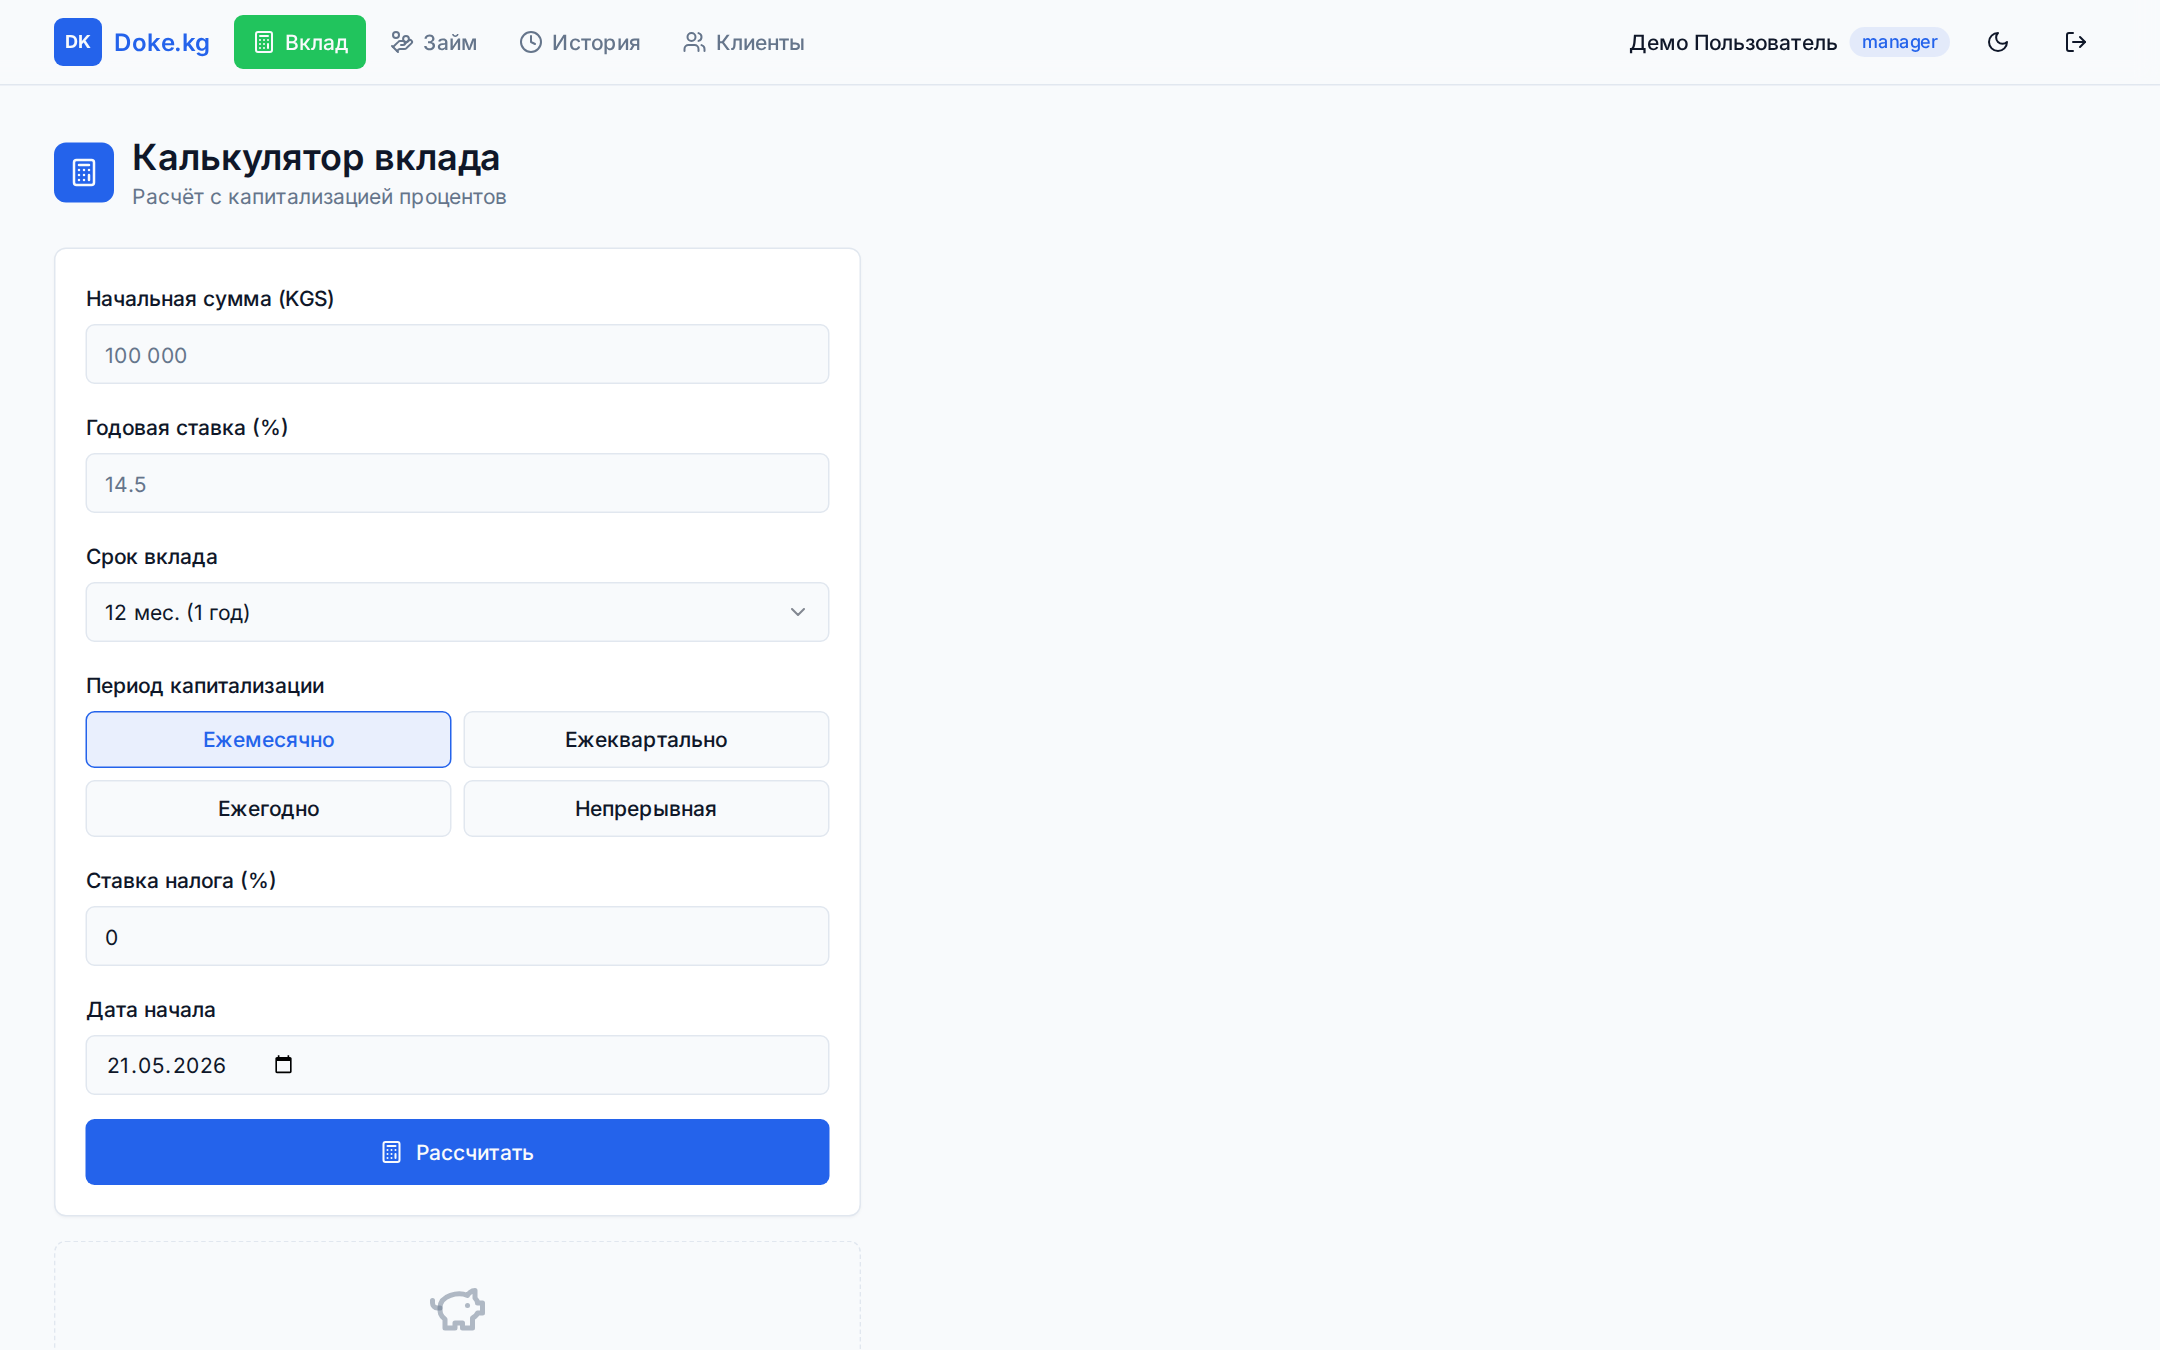 DK Doke.kg Вклад Займ История Клиенты Демо Пользователь manager
Калькулятор вклада
Расчёт с капитализацией процентов
Начальная сумма (KGS)
100 000
Годовая ставка (%)
14.5
Срок вклада
12 мес. (1 год)
Период капитализации
Ежемесячно Ежеквартально
Ежегодно Непрерывная
Ставка налога (%)
0
Дата начала
21.05.2026
Рассчитать